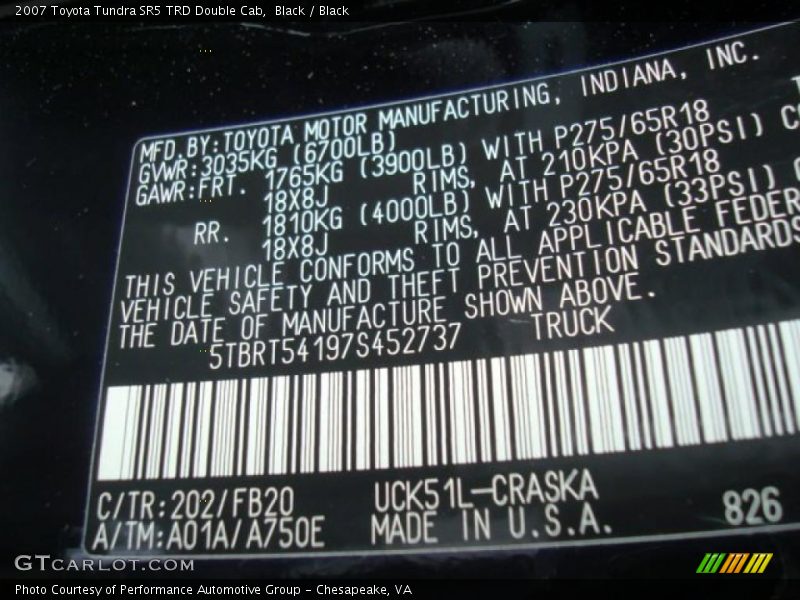 2007 Toyota Tundra SR5 TRD Double Cab, Black / Black
MFD.BY:TOYOTA MOTOR MANUFACTURING, INDIANA, INC.
GVWR:3035KG (6700LB)
GAWR:FRT. 1765KG (3900LB) WITH P275/65R18
18X8J RIMS, AT 210KPA (30PSI)
RR. 1810KG (4000LB) WITH P275/65R18
18X8J RIMS, AT 230KPA (33PSI)
THIS VEHICLE CONFORMS TO ALL APPLICABLE FEDER
VEHICLE SAFETY AND THEFT PREVENTION STANDARDS
THE DATE OF MANUFACTURE SHOWN ABOVE.
5TBRT54197S452737 TRUCK
C/TR:202/FB20 UCK51L-CRASKA
A/TM:A01A/A750E MADE IN U.S.A. 826
GTCARLOT.COM
Photo Courtesy of Performance Automotive Group - Chesapeake, VA